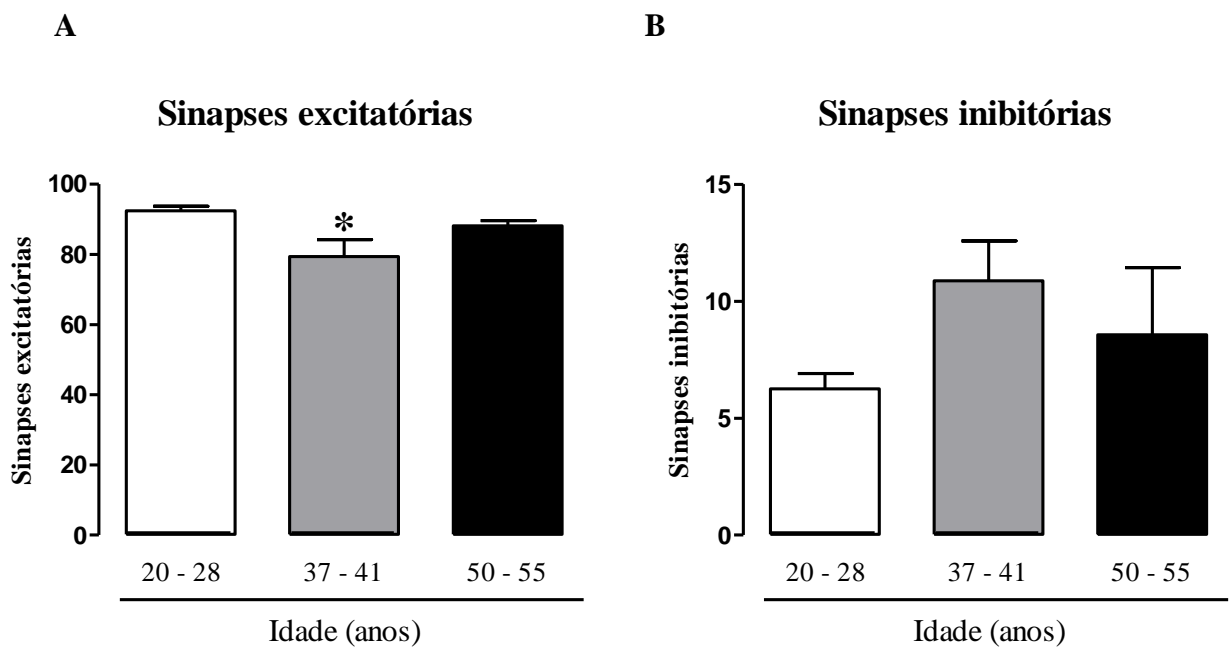 A
Sinapses excitatórias
Sinapses excitatórias
100
80
60
40
20
0
*
20 - 28 37 - 41 50 - 55
Idade (anos)
B
Sinapses inibitórias
Sinapses inibitórias
15
10
5
0
20 - 28 37 - 41 50 - 55
Idade (anos)